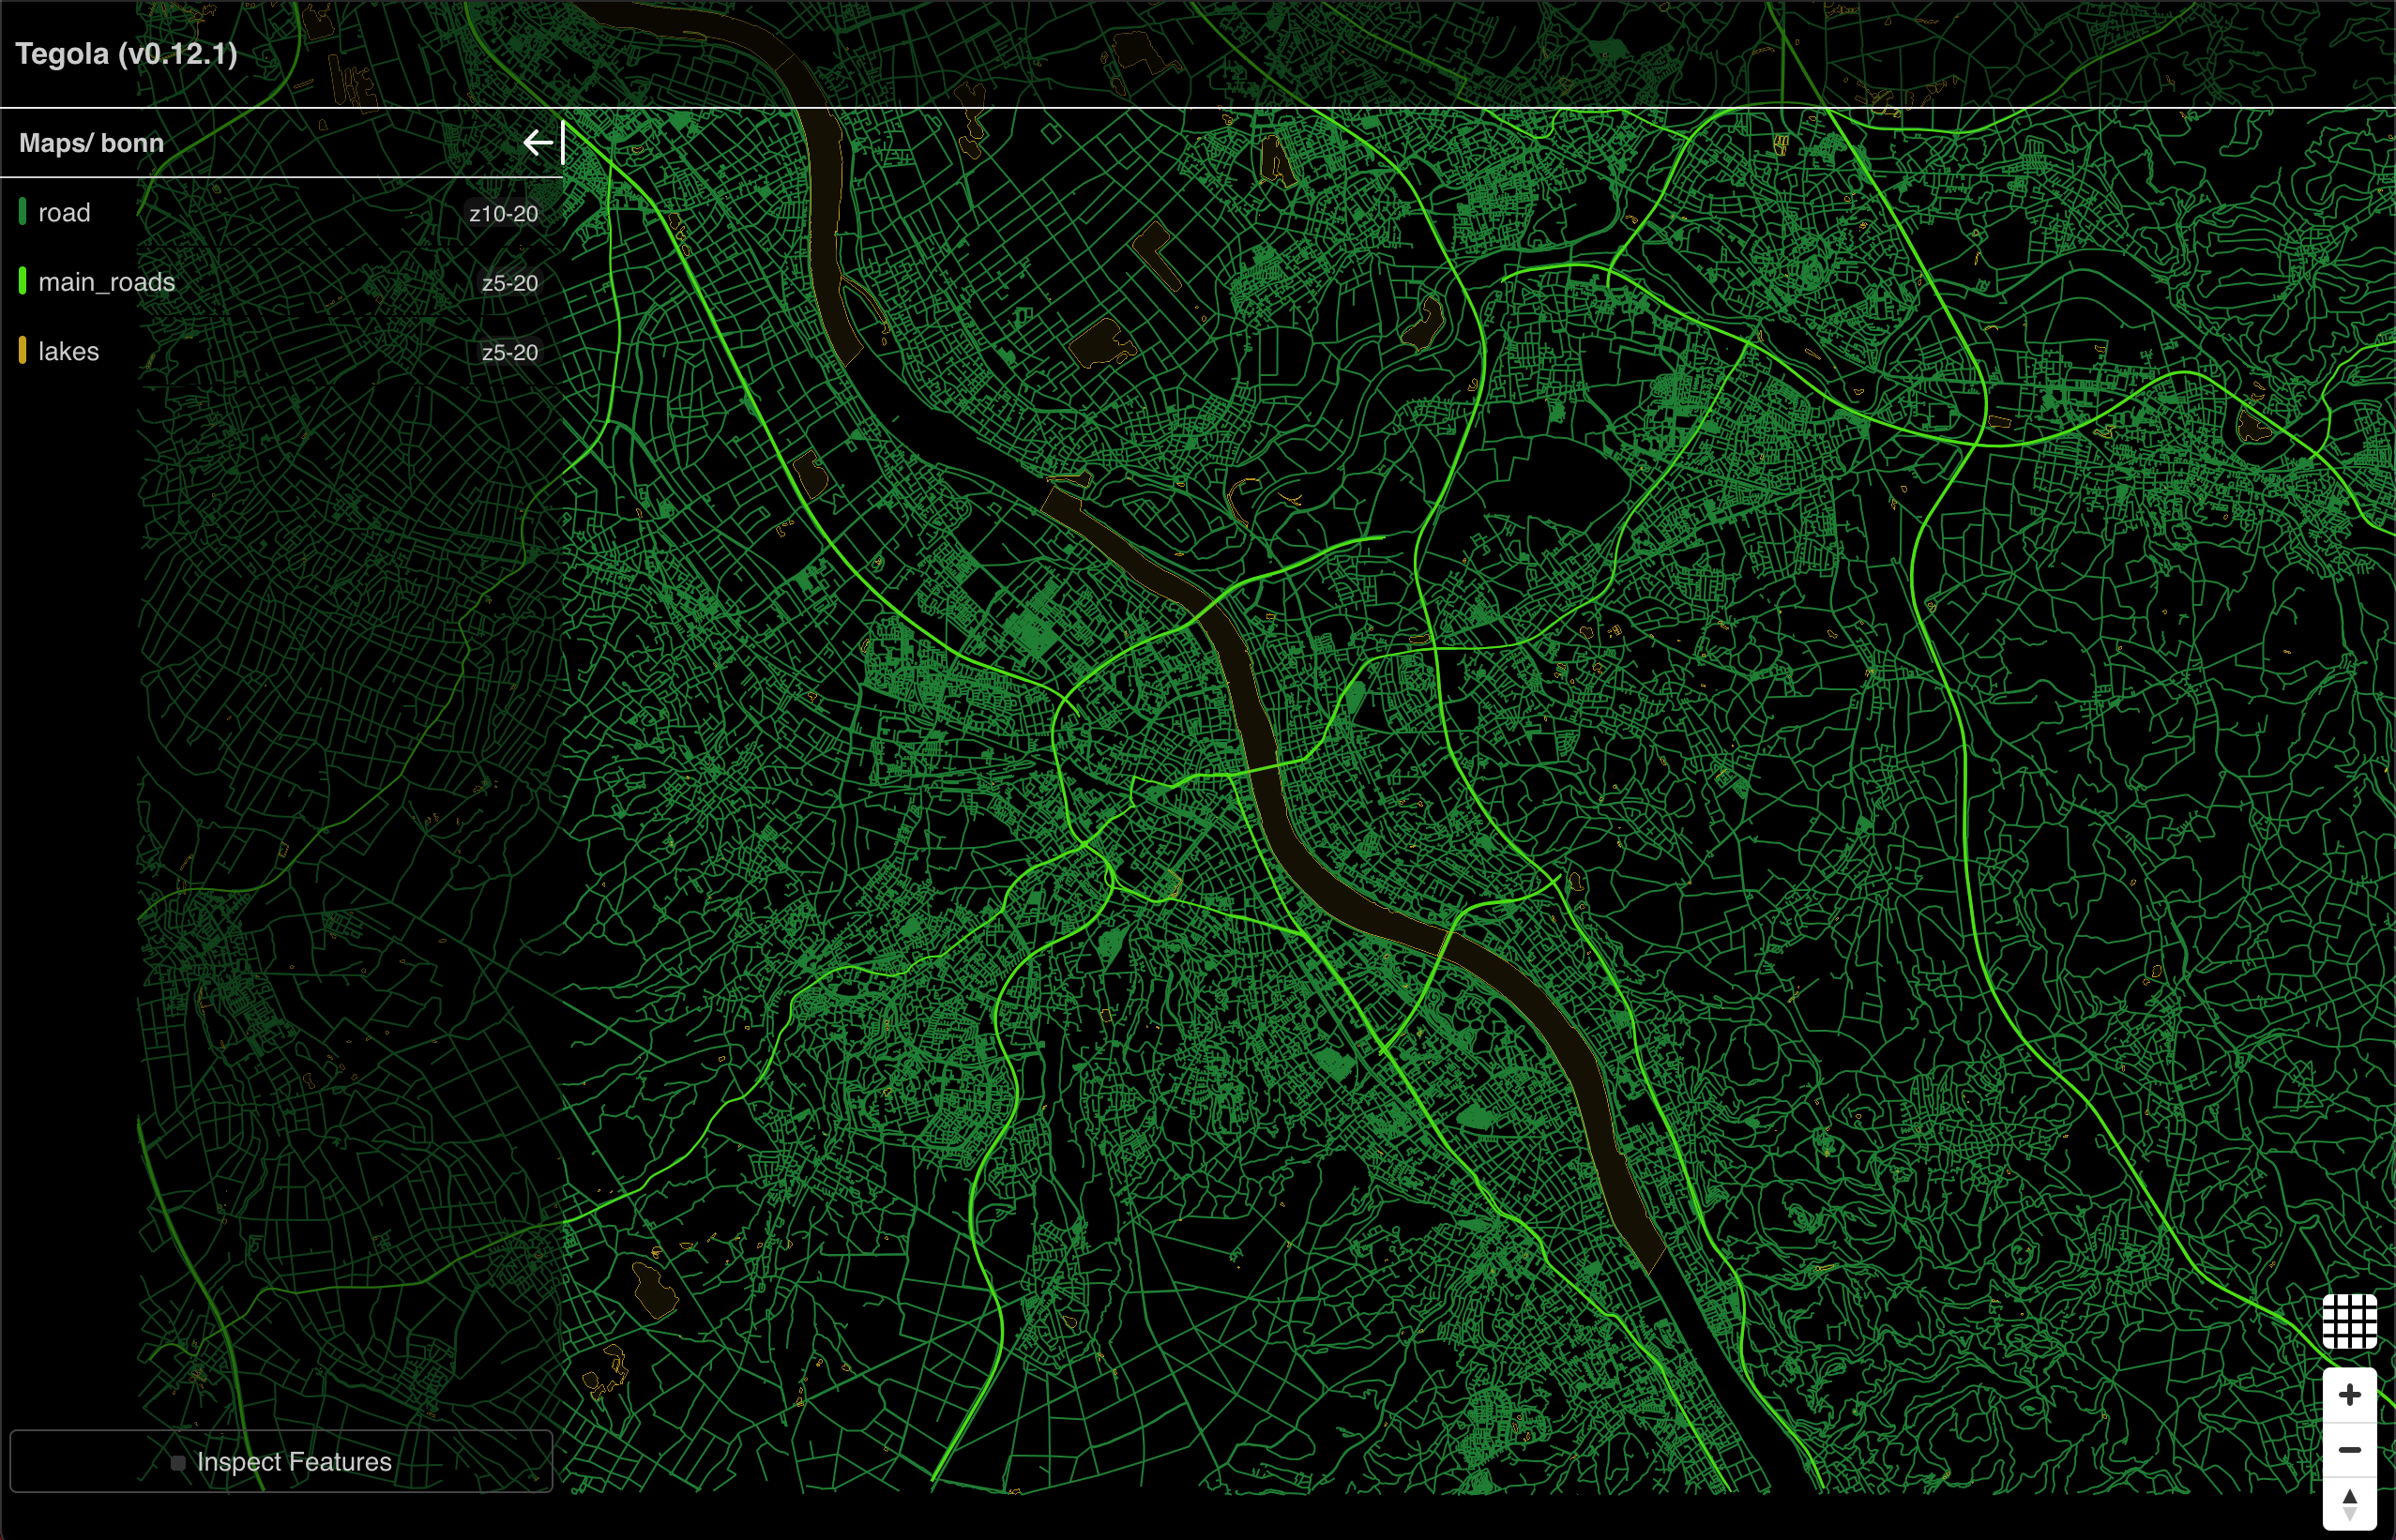 Tegola (v0.12.1)
Maps/ bonn
road z10-20
main_roads z5-20
lakes z5-20
Inspect Features